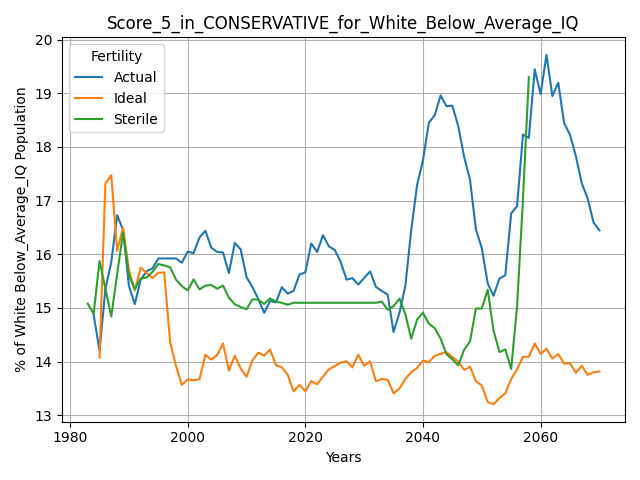 Score_5_in_CONSERVATIVE_for_White_Below_Average_IQ
% of White Below_Average_IQ Population
20
19
18
17
16
15
14
13
Fertility
Actual
Ideal
Sterile
1980
2000
2020
2040
2060
Years